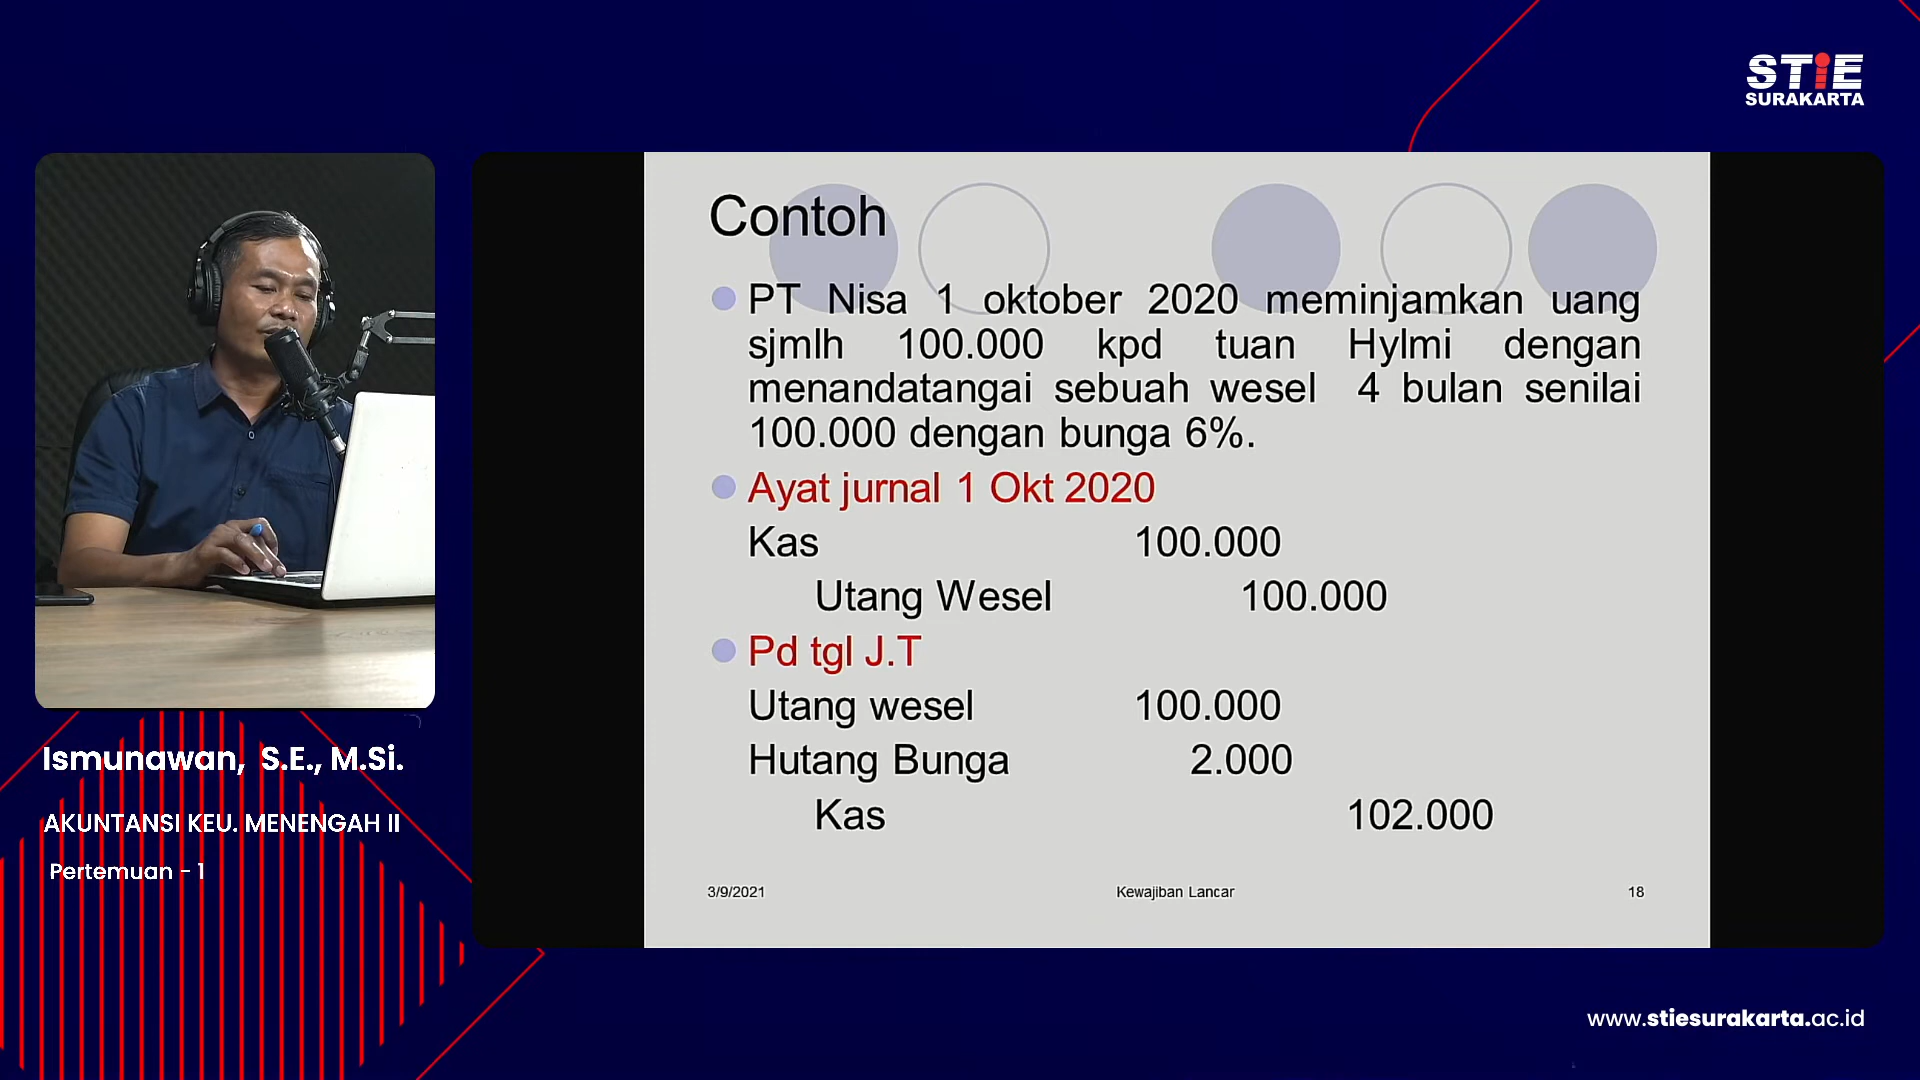 STiE
SURAKARTA
Contoh
PT Nisa 1 oktober 2020 meminjamkan uang
sjmlh 100.000 kpd tuan Hylmi dengan
menandatangai sebuah wesel 4 bulan senilai
100.000 dengan bunga 6%.
Ayat jurnal 1 Okt 2020
Kas 100.000
Utang Wesel 100.000
Pd tgl J.T
Utang wesel 100.000
Hutang Bunga 2.000
Kas 102.000
3/9/2021 Kewajiban Lancar 18
Ismunawan, S.E., M.Si.
AKUNTANSI KEU. MENENGAH II
Pertemuan - 1
www.stiesurakarta.ac.id